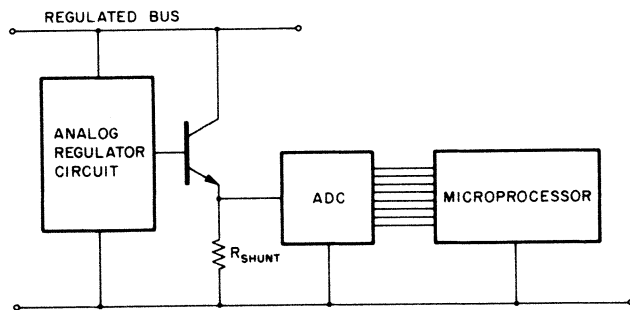 REGULATED BUS
ANALOG
REGULATOR
CIRCUIT
ADC
MICROPROCESSOR
RSHUNT